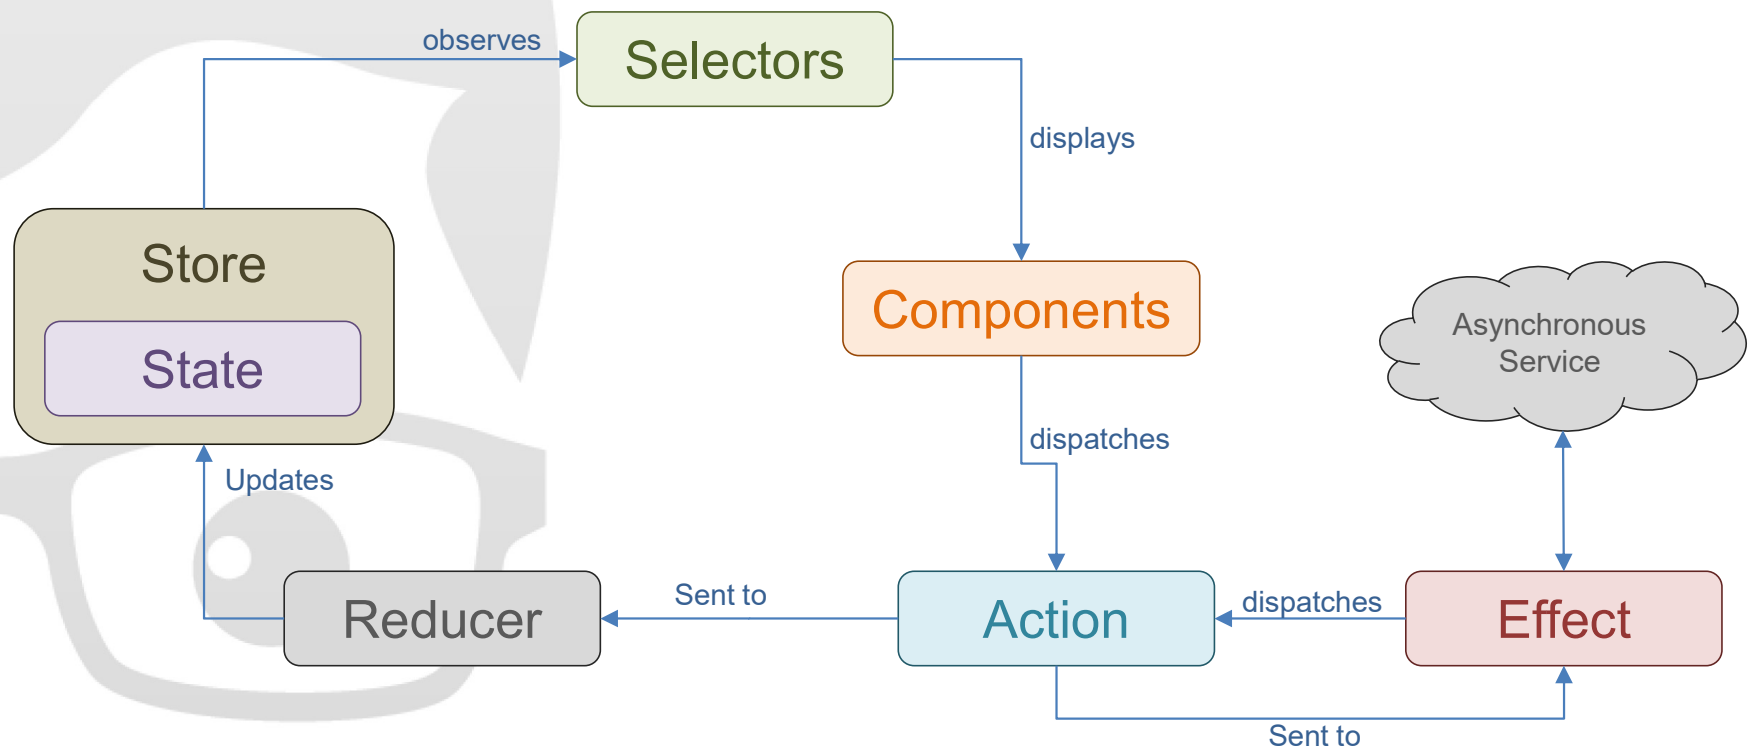 observes
Selectors
displays
Store
State
Components
Asynchronous
Service
dispatches
Updates
Reducer
Sent to
Action
dispatches
Effect
Sent to